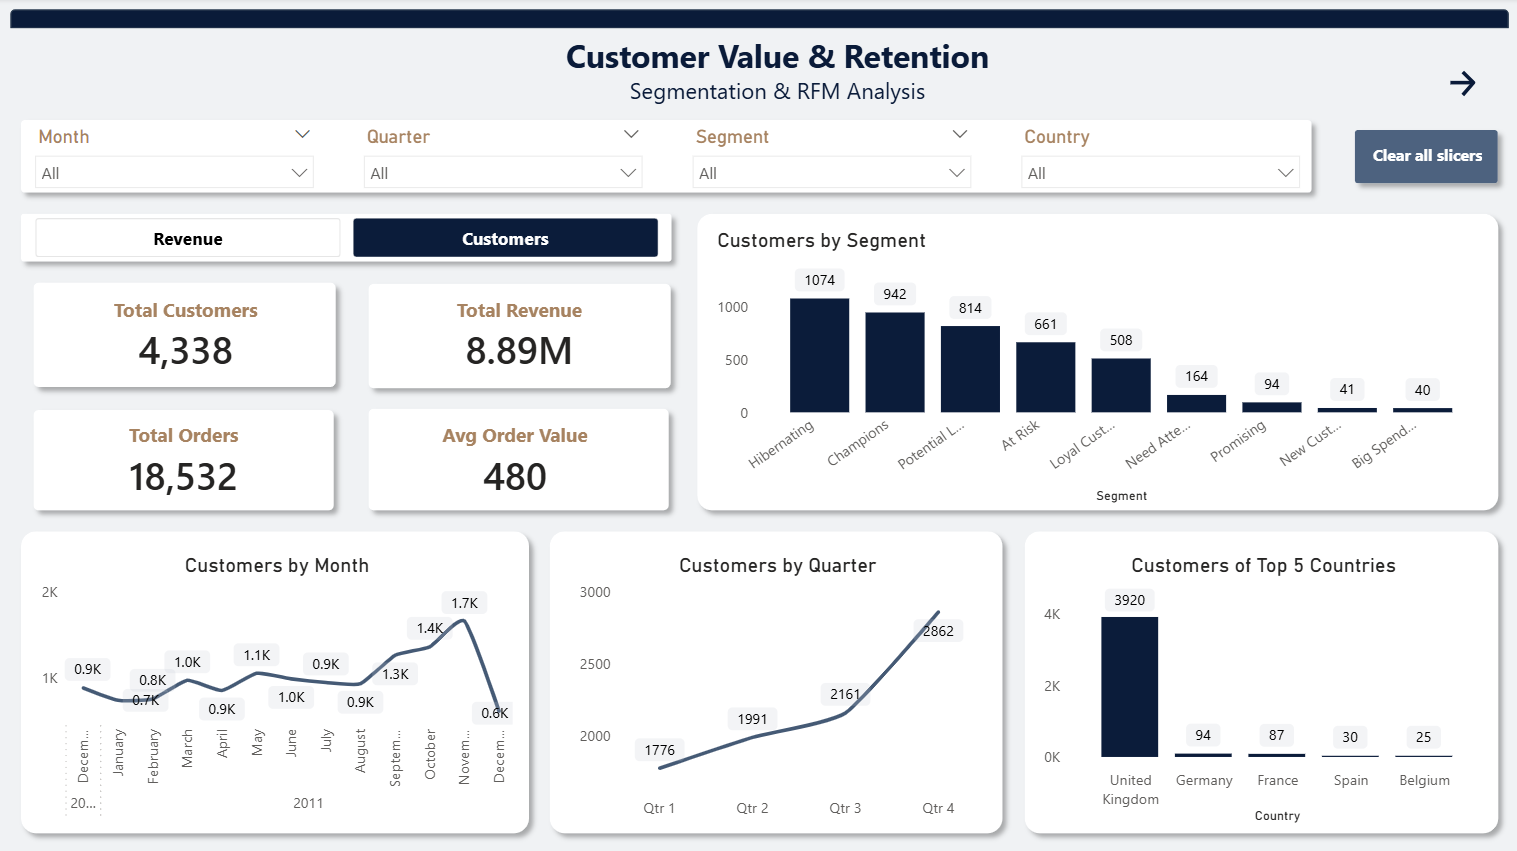 Customer Value & Retention
Segmentation & RFM Analysis
Month
Quarter
Segment
Country
All
All
All
All
Clear all slicers
Revenue
Customers
Total Customers
4,338
Total Revenue
8.89M
Total Orders
18,532
Avg Order Value
480
Customers by Segment
1000
500
0
1074
942
814
661
508
164
94
41
40
Hibernating
Champions
Potential L...
At Risk
Loyal Cust...
Need Atte...
Promising
New Cust...
Big Spend...
Segment
Customers by Month
2K
1K
0.9K
0.7K
0.8K
1.0K
0.9K
1.1K
1.0K
0.9K
0.9K
1.3K
1.4K
1.7K
0.6K
Decem...
January
February
March
April
May
June
July
August
Septem...
October
Novem...
Decem...
20...
2011
Customers by Quarter
3000
2500
2000
1776
1991
2161
2862
Qtr 1
Qtr 2
Qtr 3
Qtr 4
Customers of Top 5 Countries
4K
2K
0K
3920
94
87
30
25
United
Kingdom
Germany
France
Spain
Belgium
Country